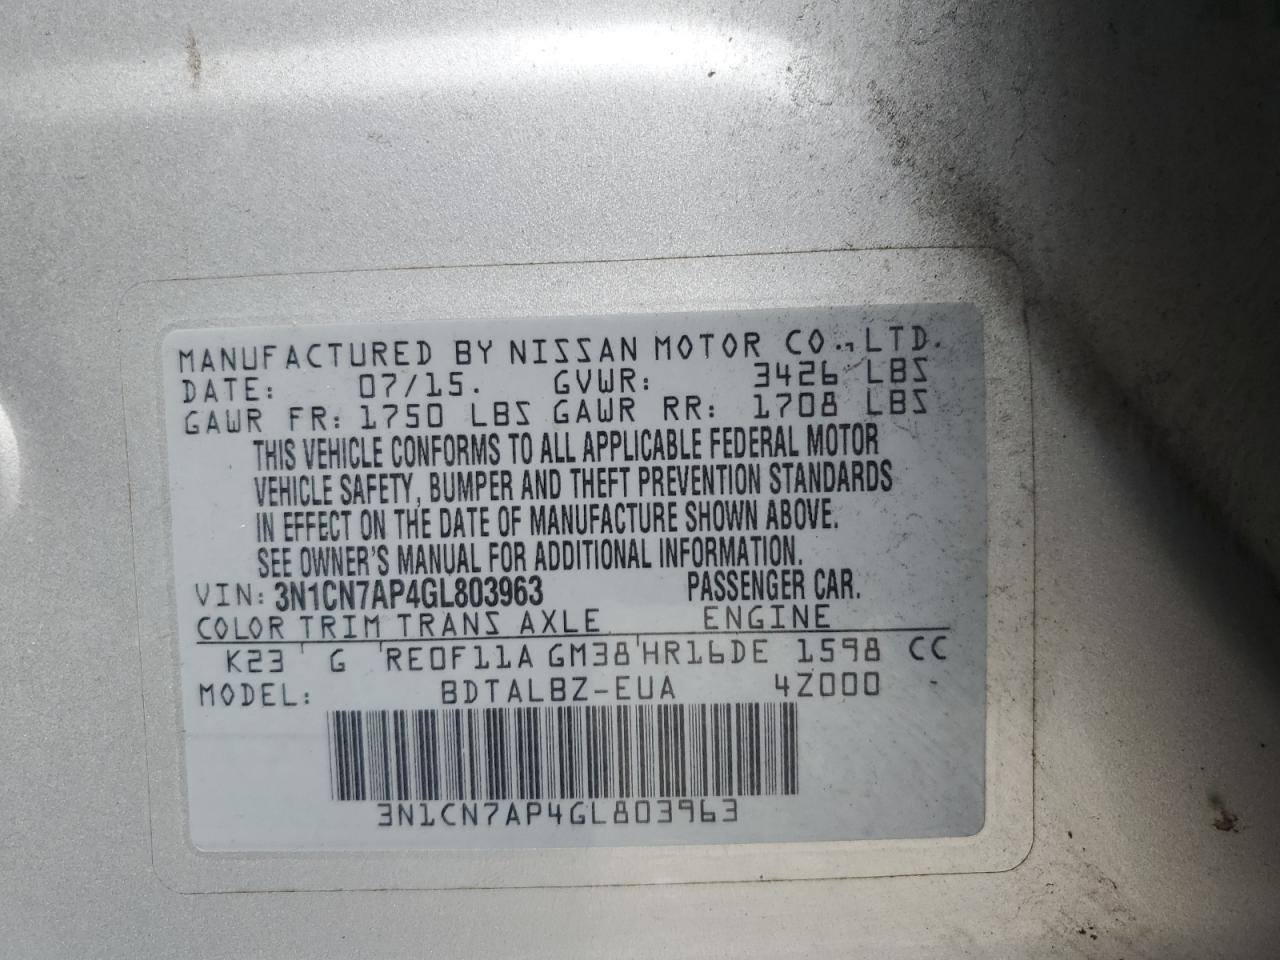 MANUFACTURED BY NISSAN MOTOR CO., LTD.
DATE: 07/15. GVWR: 3426 LBS
GAWR FR: 1750 LBS GAWR RR: 1708 LBS
THIS VEHICLE CONFORMS TO ALL APPLICABLE FEDERAL MOTOR
VEHICLE SAFETY, BUMPER AND THEFT PREVENTION STANDARDS
IN EFFECT ON THE DATE OF MANUFACTURE SHOWN ABOVE.
SEE OWNER'S MANUAL FOR ADDITIONAL INFORMATION.
VIN: 3N1CN7AP4GL803963 PASSENGER CAR.
COLOR TRIM TRANS AXLE ENGINE
K23 G RE0F11A GM38 HR16DE 1598 CC
MODEL: BDTALBZ-EUA 4Z000
3N1CN7AP4GL803963